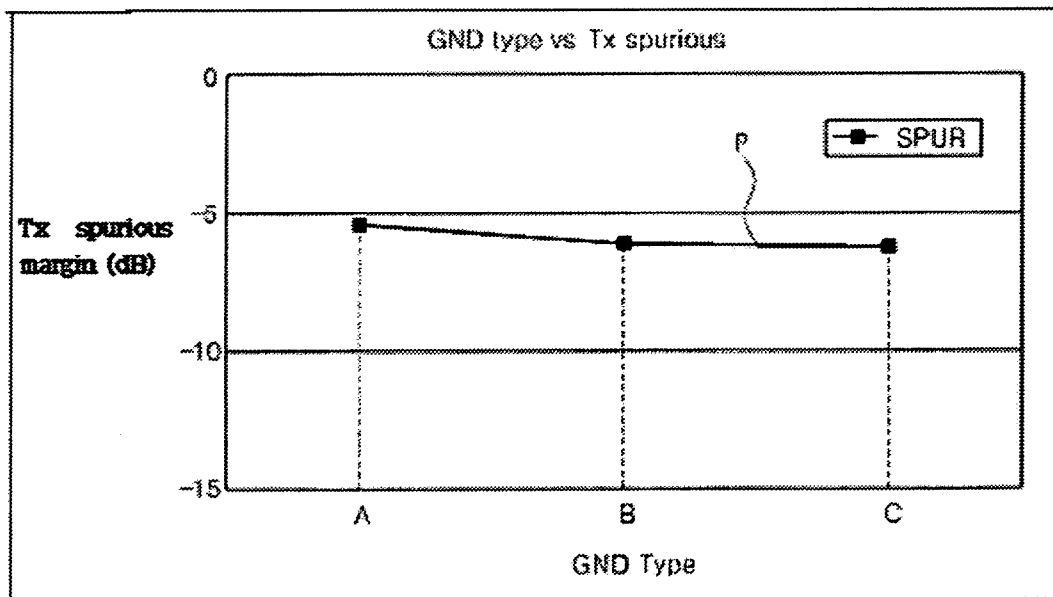 GND type vs Tx spurious
0
P
SPUR
-5
Tx spurious
margin (dB)
-10
-15
A B C
GND Type